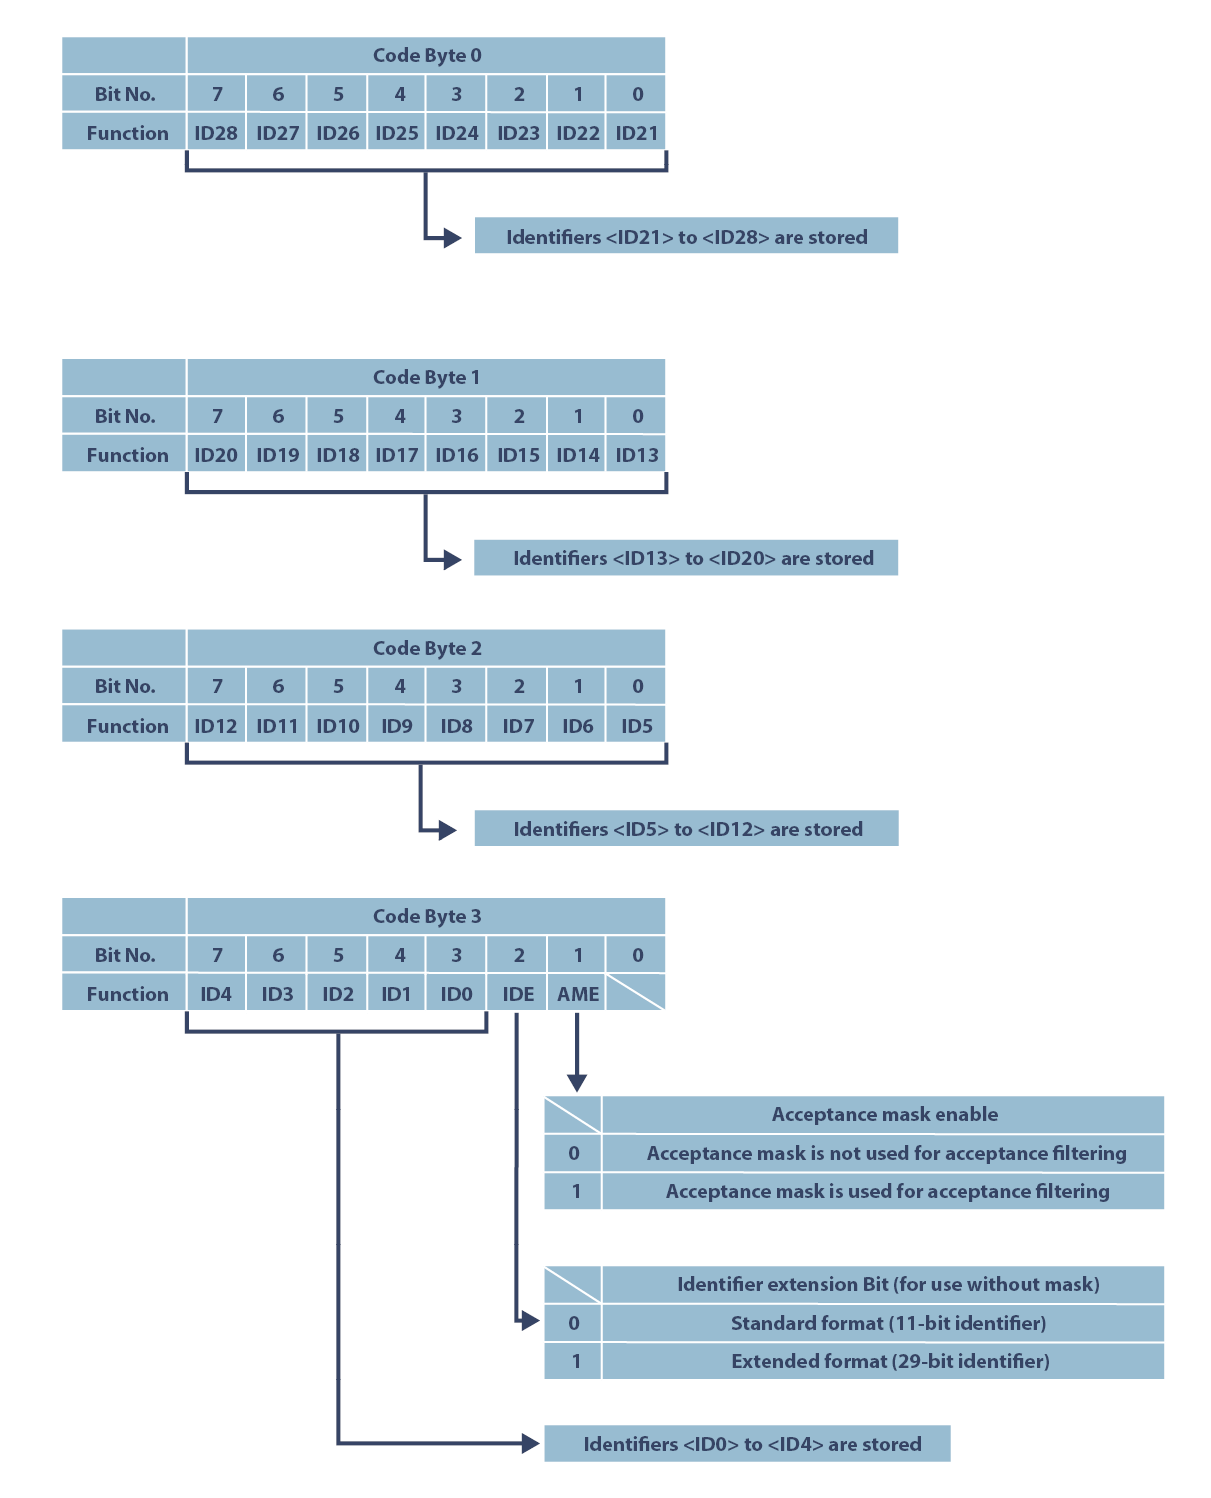 Code Byte 0
Bit No. 7 6 5 4 3 2 1 0
Function ID28 ID27 ID26 ID25 ID24 ID23 ID22 ID21
Identifiers <ID21> to <ID28> are stored
Code Byte 1
Bit No. 7 6 5 4 3 2 1 0
Function ID20 ID19 ID18 ID17 ID16 ID15 ID14 ID13
Identifiers <ID13> to <ID20> are stored
Code Byte 2
Bit No. 7 6 5 4 3 2 1 0
Function ID12 ID11 ID10 ID9 ID8 ID7 ID6 ID5
Identifiers <ID5> to <ID12> are stored
Code Byte 3
Bit No. 7 6 5 4 3 2 1 0
Function ID4 ID3 ID2 ID1 ID0 IDE AME
Acceptance mask enable
0 Acceptance mask is not used for acceptance filtering
1 Acceptance mask is used for acceptance filtering
Identifier extension Bit (for use without mask)
0 Standard format (11-bit identifier)
1 Extended format (29-bit identifier)
Identifiers <ID0> to <ID4> are stored